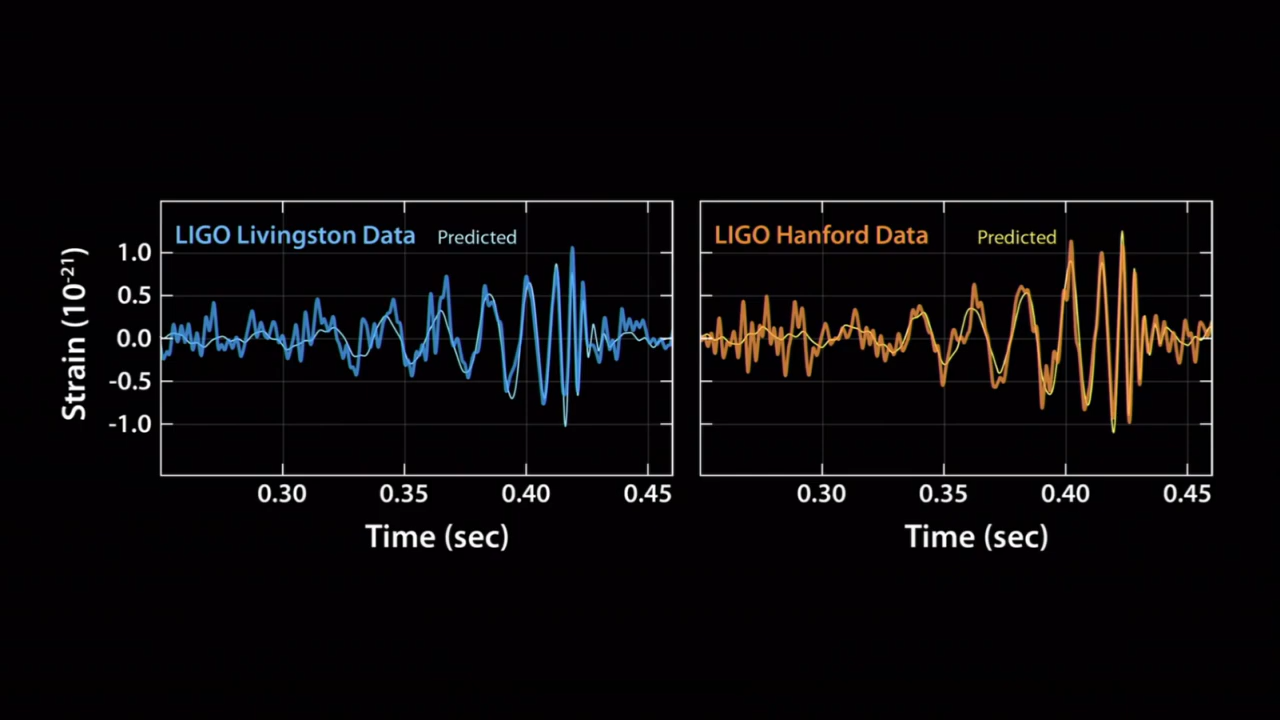 LIGO Livingston Data Predicted
LIGO Hanford Data Predicted
Strain (10⁻²¹)
1.0
0.5
0.0
-0.5
-1.0
0.30 0.35 0.40 0.45
0.30 0.35 0.40 0.45
Time (sec)
Time (sec)